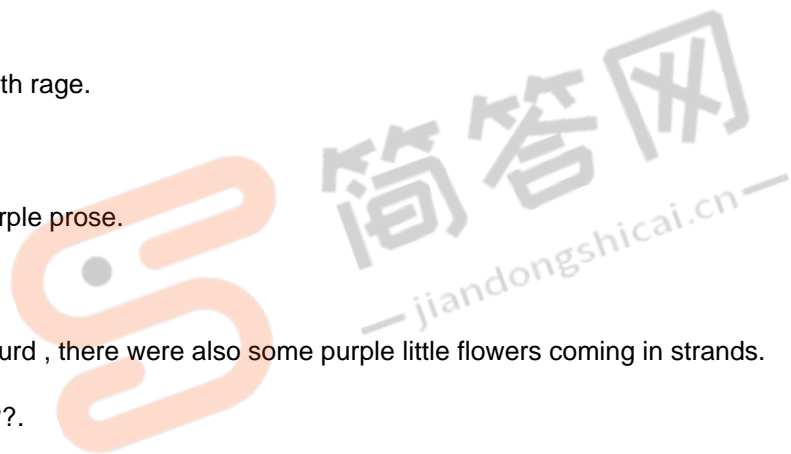 th rage.
简答网
rple prose.
jiandongshicai.cn
urd , there were also some purple little flowers coming in strands.
?.